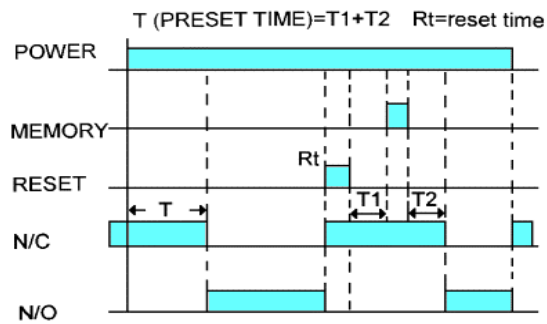 T (PRESET TIME)=T1+T2 Rt=reset time
POWER
MEMORY
Rt
RESET
T T1 T2
N/C
N/O